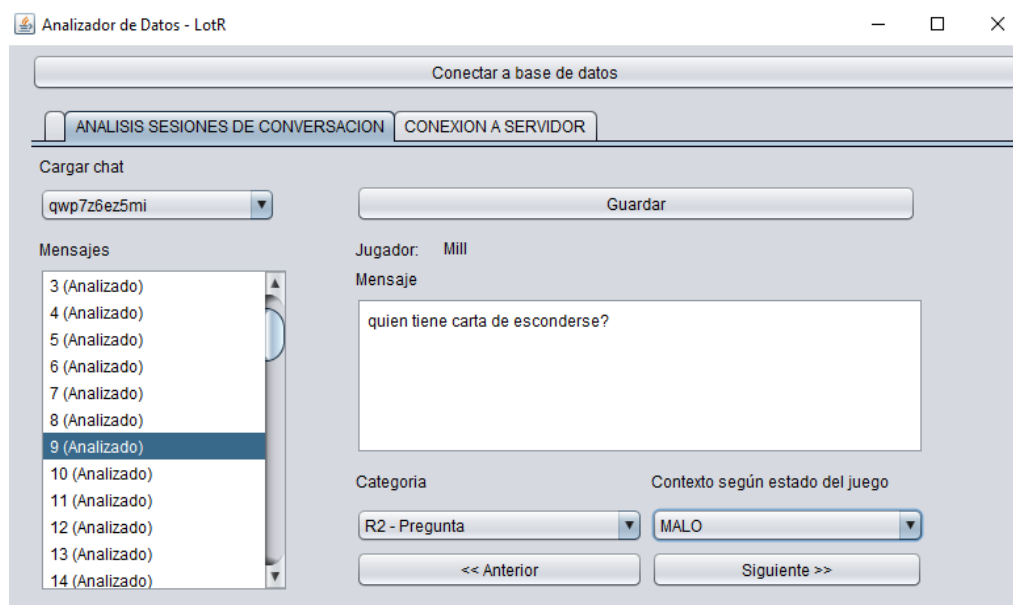 Analizador de Datos - LotR
Conectar a base de datos
ANALISIS SESIONES DE CONVERSACION
CONEXION A SERVIDOR
Cargar chat
qwp7z6ez5mi
Guardar
Mensajes
Jugador: Mill
Mensaje
3 (Analizado)
4 (Analizado)
5 (Analizado)
6 (Analizado)
7 (Analizado)
8 (Analizado)
9 (Analizado)
10 (Analizado)
11 (Analizado)
12 (Analizado)
13 (Analizado)
14 (Analizado)
quien tiene carta de esconderse?
Categoria
Contexto según estado del juego
R2 - Pregunta
MALO
<< Anterior
Siguiente >>